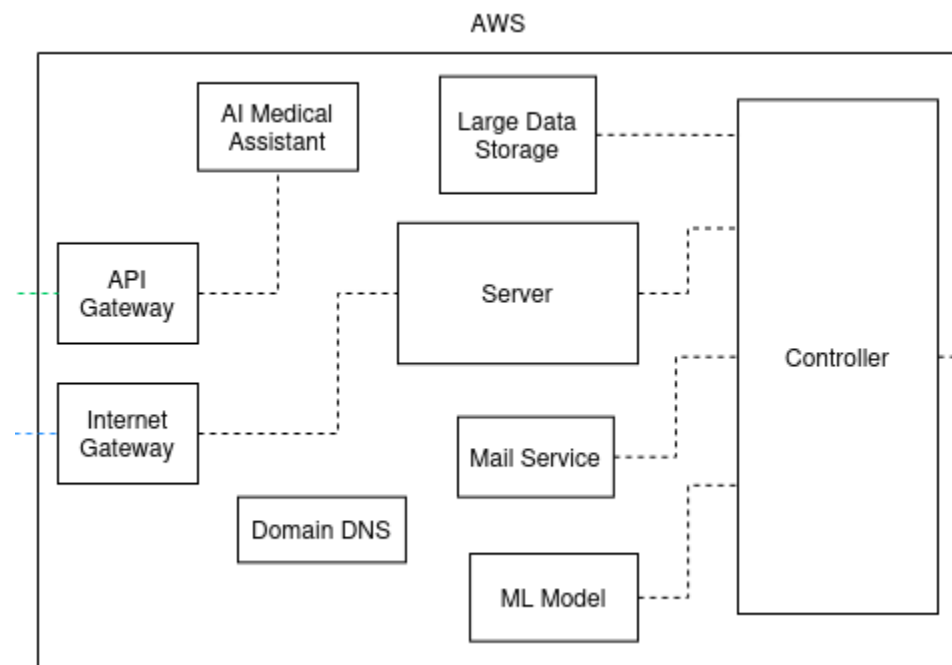 AWS
AI Medical
Assistant
Large Data
Storage
API
Gateway
Server
Controller
Internet
Gateway
Mail Service
Domain DNS
ML Model